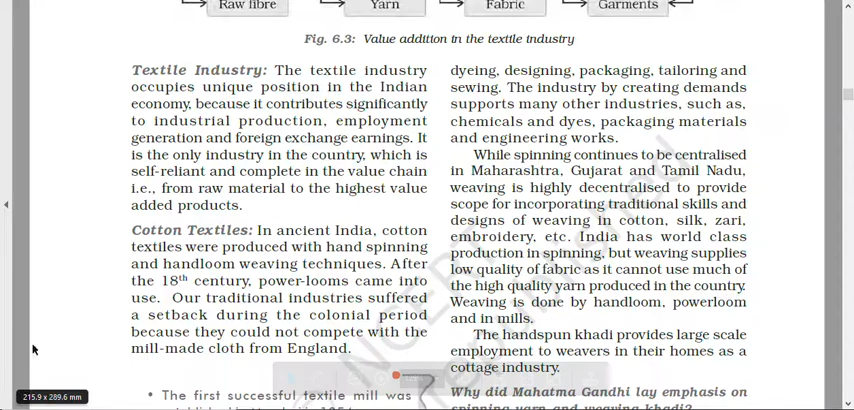 Raw fibre
Yarn
Fabric
Garments
Fig. 6.3: Value addition in the textile industry
Textile Industry: The textile industry
occupies unique position in the Indian
economy, because it contributes significantly
to industrial production, employment
generation and foreign exchange earnings. It
is the only industry in the country, which is
self-reliant and complete in the value chain
i.e., from raw material to the highest value
added products.
Cotton Textiles: In ancient India, cotton
textiles were produced with hand spinning
and handloom weaving techniques. After
the 18th century, power-looms came into
use. Our traditional industries suffered
a setback during the colonial period
because they could not compete with the
mill-made cloth from England.
• The first successful textile mill was
dyeing, designing, packaging, tailoring and
sewing. The industry by creating demands
supports many other industries, such as,
chemicals and dyes, packaging materials
and engineering works.
While spinning continues to be centralised
in Maharashtra, Gujarat and Tamil Nadu,
weaving is highly decentralised to provide
scope for incorporating traditional skills and
designs of weaving in cotton, silk, zari,
embroidery, etc. India has world class
production in spinning, but weaving supplies
low quality of fabric as it cannot use much of
the high quality yarn produced in the country.
Weaving is done by handloom, powerloom
and in mills.
The handspun khadi provides large scale
employment to weavers in their homes as a
cottage industry.
Why did Mahatma Gandhi lay emphasis on
spinning yarn and weaving khadi?
215.9 x 289.6 mm